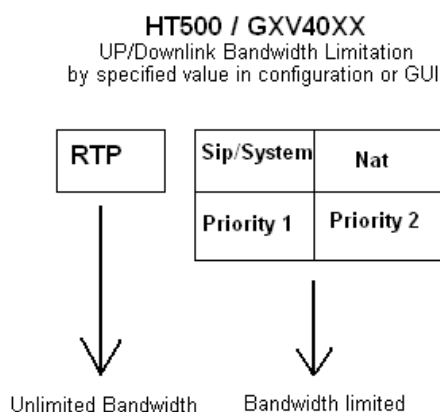 HT500 / GXV40XX
UP/Downlink Bandwidth Limitation
by specified value in configuration or GUI
RTP
Sip/System
Nat
Priority 1
Priority 2
Unlimited Bandwidth
Bandwidth limited